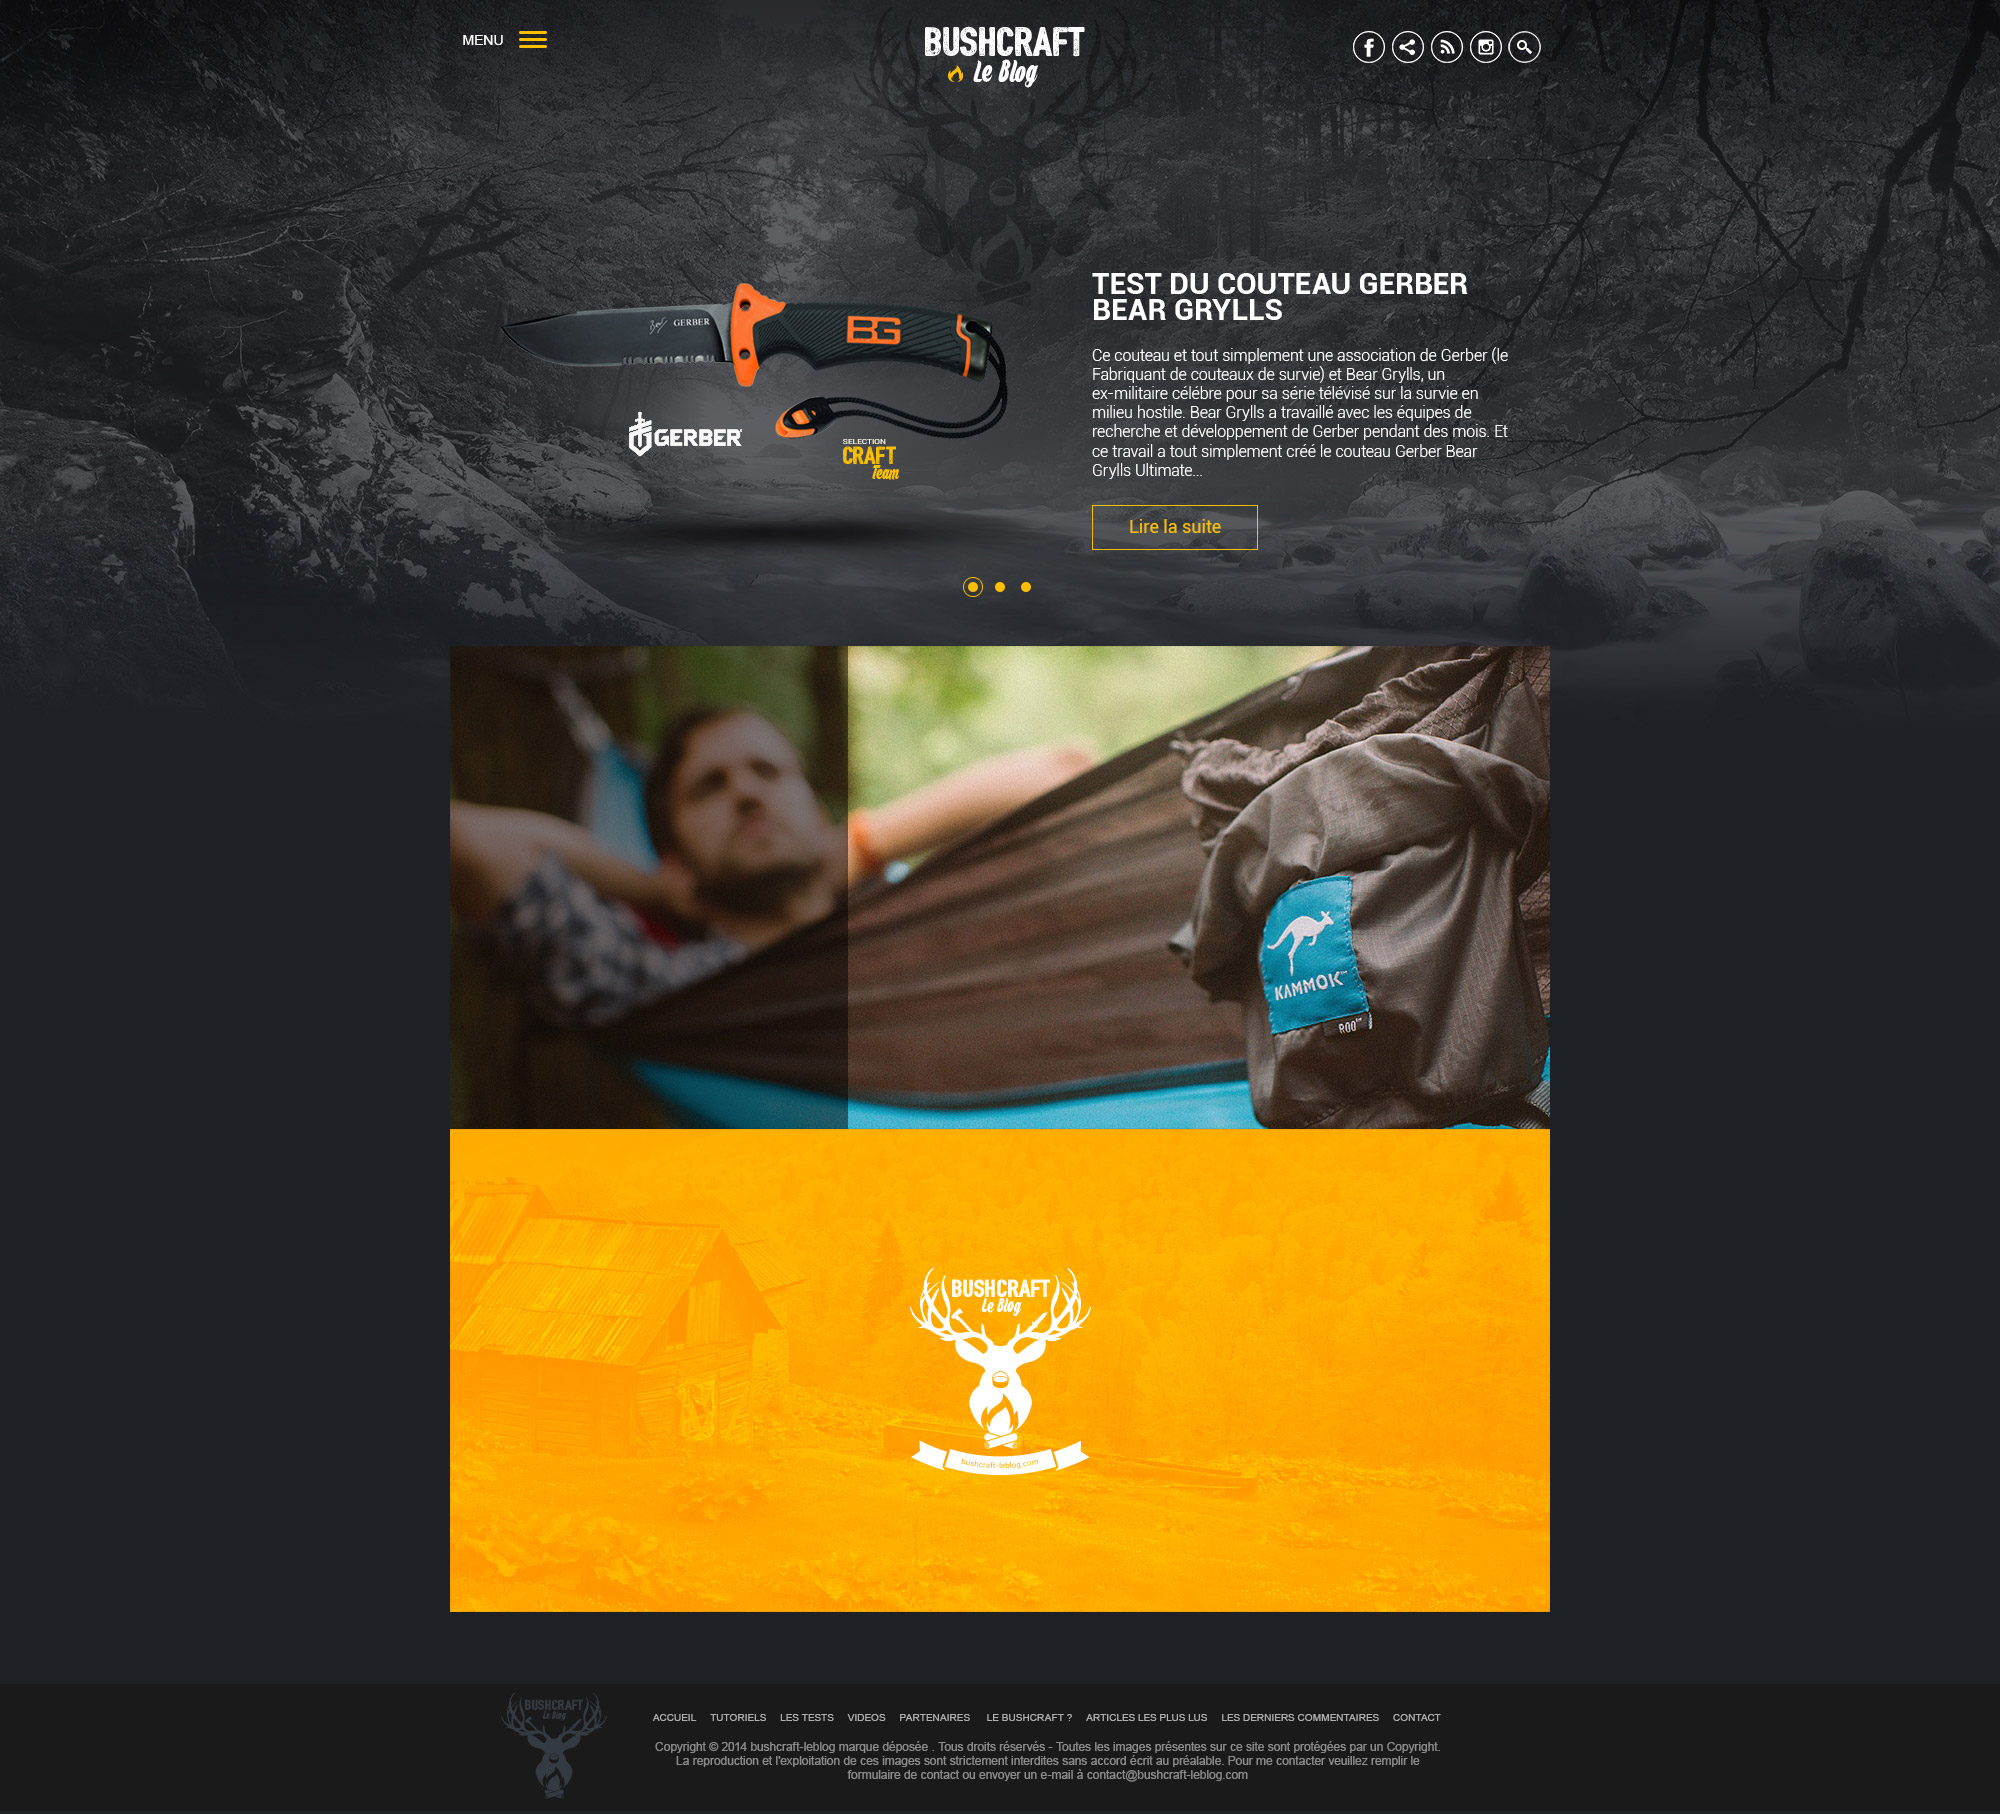 MENU
BUSHCRAFT
Le Blog
TEST DU COUTEAU GERBER
BEAR GRYLLS
GERBER
BG
Ce couteau et tout simplement une association de Gerber (le
Fabriquant de couteaux de survie) et Bear Grylls, un
ex-militaire célébre pour sa série télévisé sur la survie en
milieu hostile. Bear Grylls a travaillé avec les équipes de
recherche et développement de Gerber pendant des mois. Et
ce travail a tout simplement créé le couteau Gerber Bear
Grylls Ultimate...
GERBER
SELECTION
CRAFT
Team
Lire la suite
KAMMOK™
ROO™
BUSHCRAFT
Le Blog
bushcraft-leblog.com
BUSHCRAFT
Le Blog
ACCUEIL TUTORIELS LES TESTS VIDEOS PARTENAIRES LE BUSHCRAFT ? ARTICLES LES PLUS LUS LES DERNIERS COMMENTAIRES CONTACT
Copyright © 2014 bushcraft-leblog marque déposée . Tous droits réservés - Toutes les images présentes sur ce site sont protégées par un Copyright.
La reproduction et l'exploitation de ces images sont strictement interdites sans accord écrit au préalable. Pour me contacter veuillez remplir le
formulaire de contact ou envoyer un e-mail à contact@bushcraft-leblog.com